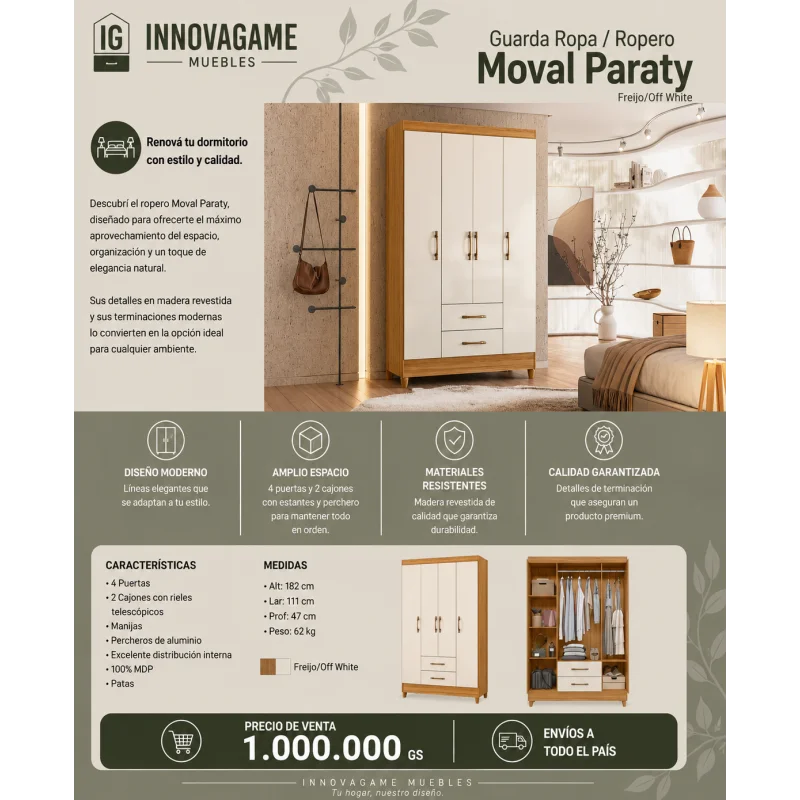 IG
INNOVAGAME
MUEBLES
Guarda Ropa / Ropero
Moval Paraty
Freijo/Off White
Renová tu dormitorio
con estilo y calidad.
Descubrí el ropero Moval Paraty,
diseñado para ofrecerte el máximo
aprovechamiento del espacio,
organización y un toque de
elegancia natural.
Sus detalles en madera revestida
y sus terminaciones modernas
lo convierten en la opción ideal
para cualquier ambiente.
DISEÑO MODERNO
Líneas elegantes que
se adaptan a tu estilo.
AMPLIO ESPACIO
4 puertas y 2 cajones
con estantes y perchero
para mantener todo
en orden.
MATERIALES
RESISTENTES
Madera revestida de
calidad que garantiza
durabilidad.
CALIDAD GARANTIZADA
Detalles de terminación
que aseguran un
producto premium.
CARACTERÍSTICAS
• 4 Puertas
• 2 Cajones con rieles
telescópicos
• Manijas
• Percheros de aluminio
• Excelente distribución interna
• 100% MDP
• Patas
MEDIDAS
• Alt: 182 cm
• Lar: 111 cm
• Prof: 47 cm
• Peso: 62 kg
Freijo/Off White
PRECIO DE VENTA
1.000.000 GS
ENVÍOS A
TODO EL PAÍS
INNOVAGAME MUEBLES
Tu hogar, nuestro diseño.